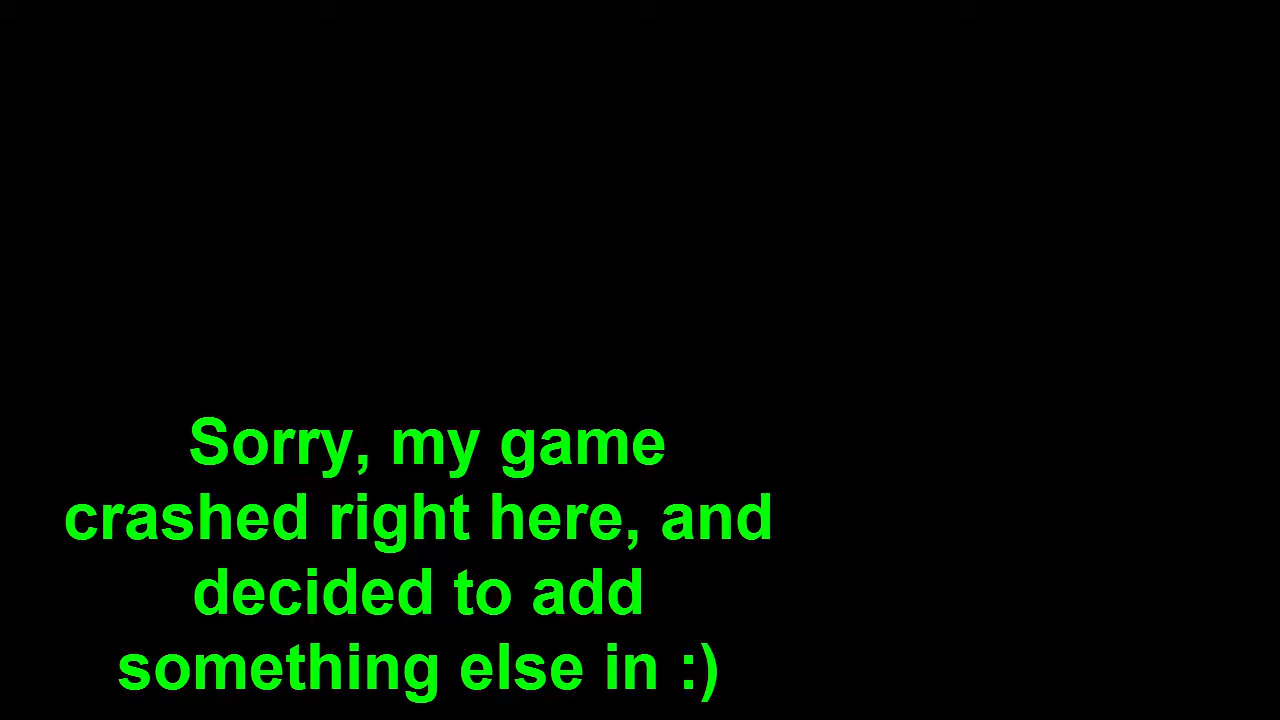 Sorry, my game
crashed right here, and
decided to add
something else in :)